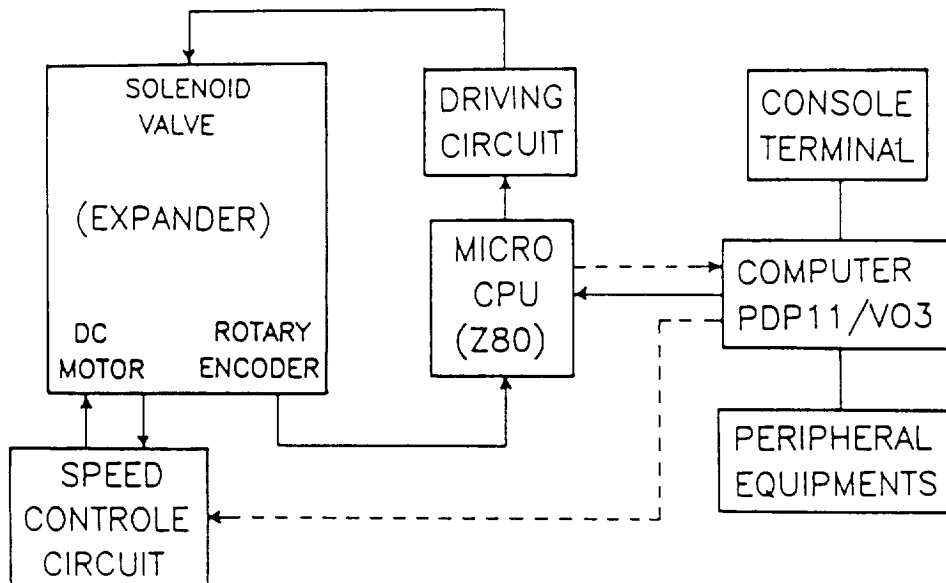 SOLENOID
VALVE
(EXPANDER)
DC
MOTOR
ROTARY
ENCODER
SPEED
CONTROLE
CIRCUIT
DRIVING
CIRCUIT
MICRO
CPU
(Z80)
CONSOLE
TERMINAL
COMPUTER
PDP11/VO3
PERIPHERAL
EQUIPMENTS